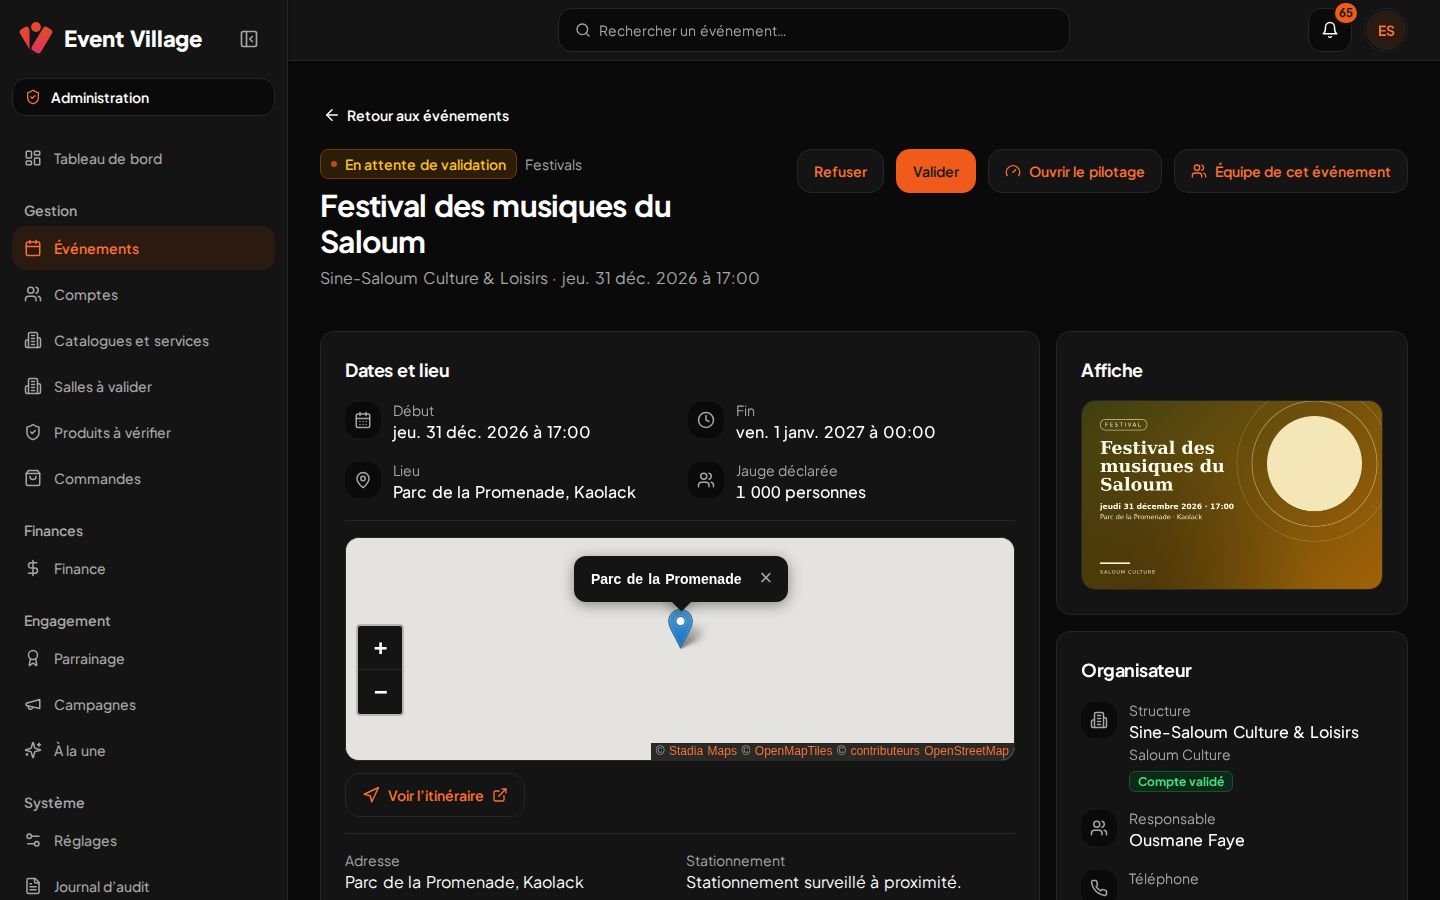 Event Village
Rechercher un événement...
65
ES
Administration
Tableau de bord
Gestion
Événements
Comptes
Catalogues et services
Salles à valider
Produits à vérifier
Commandes
Finances
Finance
Engagement
Parrainage
Campagnes
À la une
Système
Réglages
Journal d'audit
Retour aux événements
En attente de validation
Festivals
Refuser
Valider
Ouvrir le pilotage
Équipe de cet événement
Festival des musiques du
Saloum
Sine-Saloum Culture & Loisirs · jeu. 31 déc. 2026 à 17:00
Dates et lieu
Début
jeu. 31 déc. 2026 à 17:00
Fin
ven. 1 janv. 2027 à 00:00
Lieu
Parc de la Promenade, Kaolack
Jauge déclarée
1 000 personnes
Parc de la Promenade ×
+
−
© Stadia Maps © OpenMapTiles © contributeurs OpenStreetMap
Voir l'itinéraire
Adresse
Parc de la Promenade, Kaolack
Stationnement
Stationnement surveillé à proximité.
Affiche
FESTIVAL
Festival des
musiques du
Saloum
jeudi 31 décembre 2026 · 17:00
Parc de la Promenade · Kaolack
SALOUM CULTURE
Organisateur
Structure
Sine-Saloum Culture & Loisirs
Saloum Culture
Compte validé
Responsable
Ousmane Faye
Téléphone